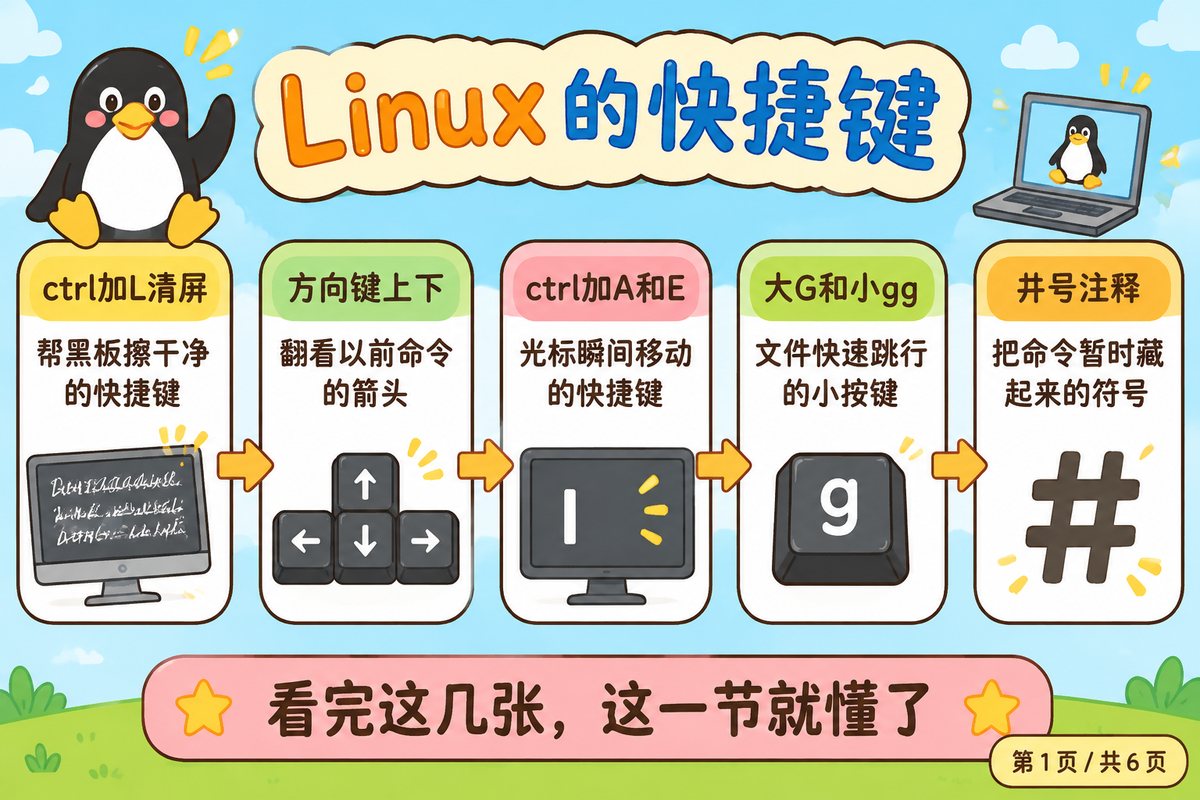 Linux 的快捷键
ctrl加L清屏
帮黑板擦干净
的快捷键
方向键上下
翻看以前命令
的箭头
ctrl加A和E
光标瞬间移动
的快捷键
大G和小gg
文件快速跳行
的小按键
g
井号注释
把命令暂时藏
起来的符号
#
看完这几张，这一节就懂了
第1页/共6页